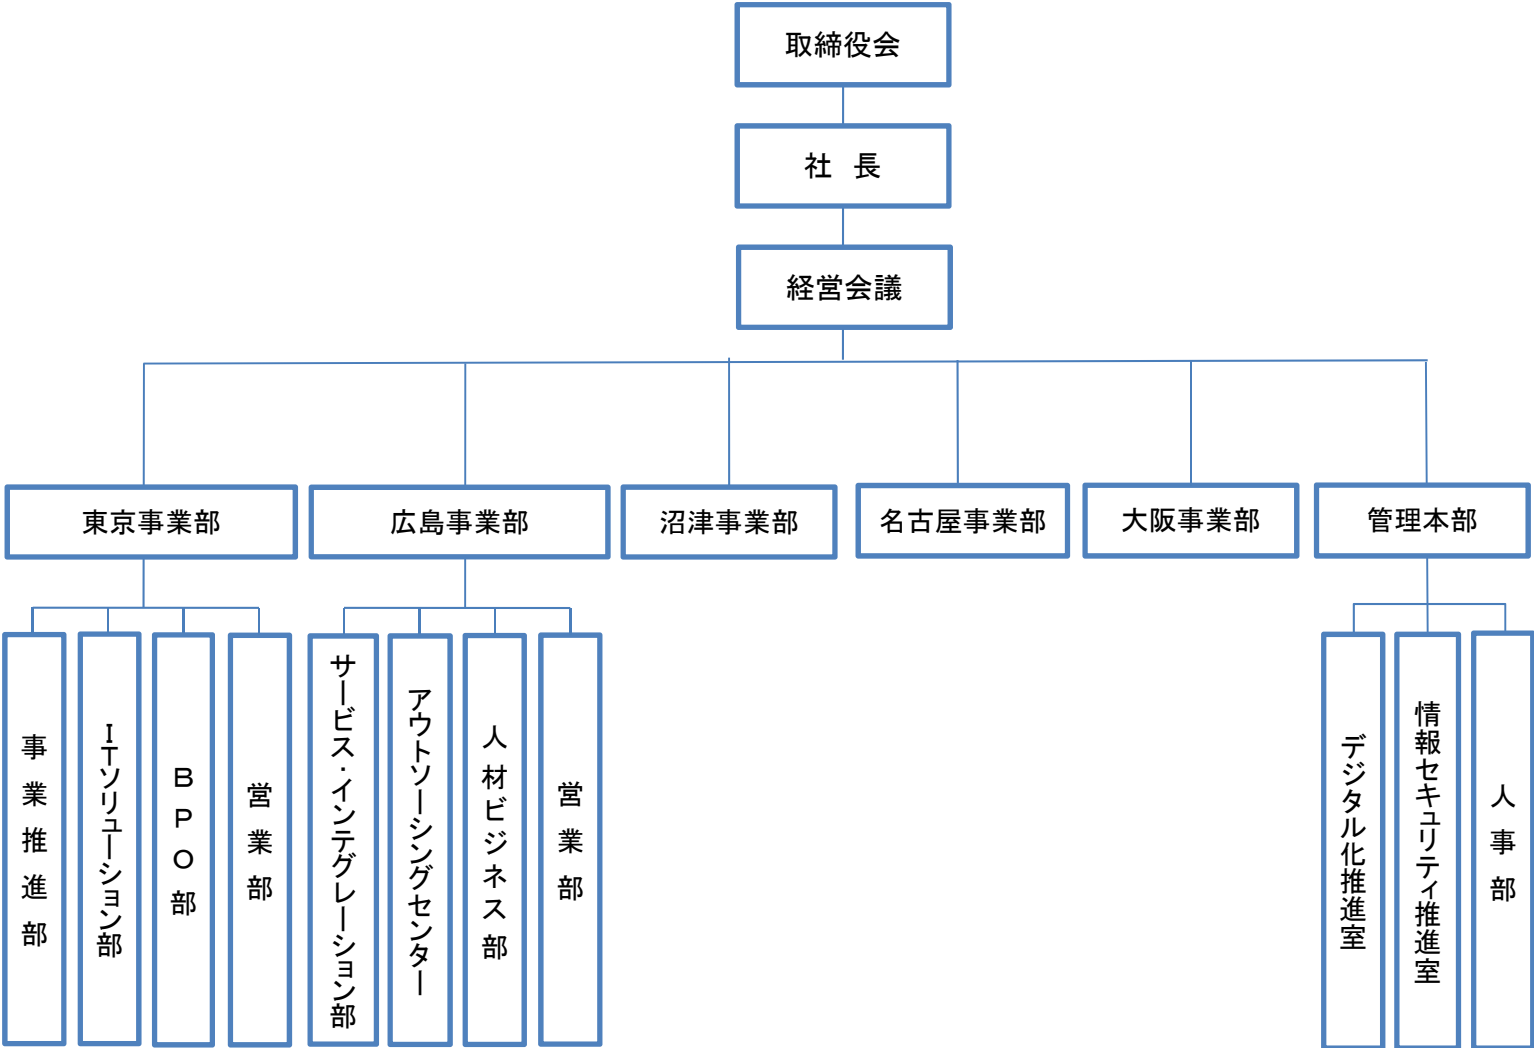 取締役会
社　長
経営会議
東京事業部
広島事業部
沼津事業部
名古屋事業部
大阪事業部
管理本部
事業推進部
ITソリューション部
BPO部
営業部
サービス・インテグレーション部
アウトソーシングセンター
人材ビジネス部
営業部
デジタル化推進室
情報セキュリティ推進室
人事部